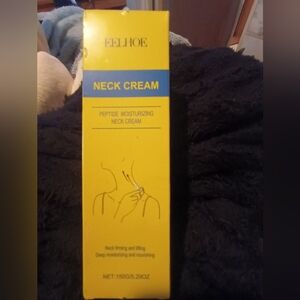 EELHOE
NECK CREAM
PEPTIDE MOISTURIZING
NECK CREAM
Neck firming and lifting
Deep moisturizing and nourishing
NET:150G/5.29OZ